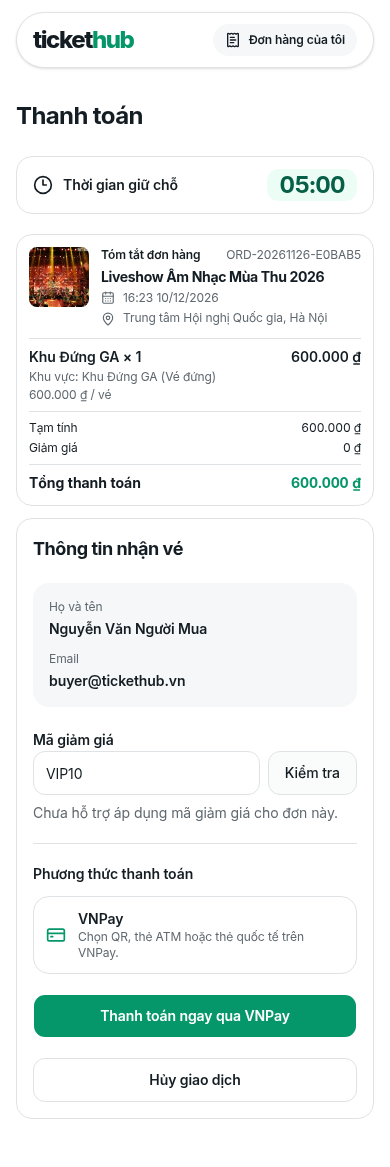 tickethub
Đơn hàng của tôi
Thanh toán
Thời gian giữ chỗ
05:00
Tóm tắt đơn hàng
ORD-20261126-E0BAB5
Liveshow Âm Nhạc Mùa Thu 2026
16:23 10/12/2026
Trung tâm Hội nghị Quốc gia, Hà Nội
Khu Đứng GA × 1
600.000 ₫
Khu vực: Khu Đứng GA (Vé đứng)
600.000 ₫ / vé
Tạm tính
600.000 ₫
Giảm giá
0 ₫
Tổng thanh toán
600.000 ₫
Thông tin nhận vé
Họ và tên
Nguyễn Văn Người Mua
Email
buyer@tickethub.vn
Mã giảm giá
VIP10
Kiểm tra
Chưa hỗ trợ áp dụng mã giảm giá cho đơn này.
Phương thức thanh toán
VNPay
Chọn QR, thẻ ATM hoặc thẻ quốc tế trên
VNPay.
Thanh toán ngay qua VNPay
Hủy giao dịch